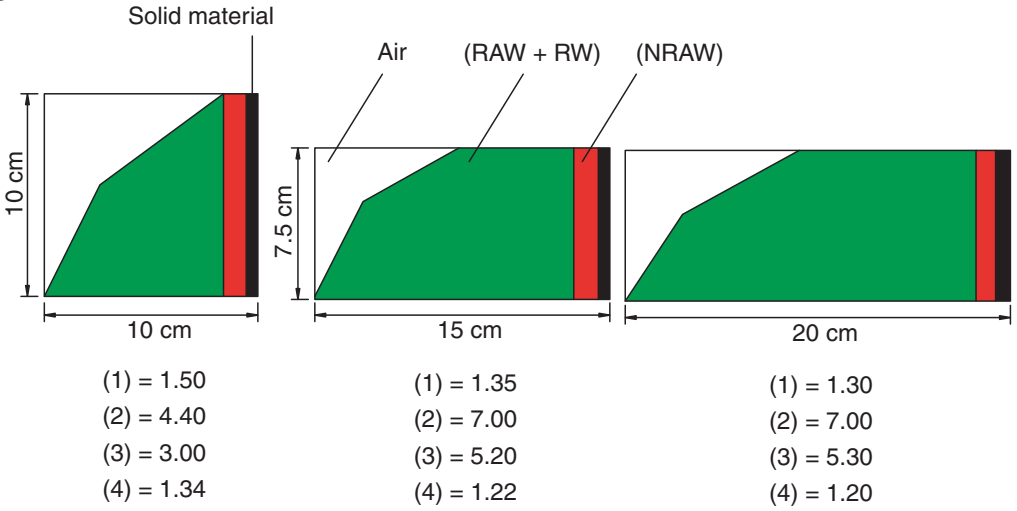 Solid material
Air
(RAW + RW)
(NRAW)
10 cm
10 cm
7.5 cm
15 cm
20 cm
(1) = 1.50
(2) = 4.40
(3) = 3.00
(4) = 1.34
(1) = 1.35
(2) = 7.00
(3) = 5.20
(4) = 1.22
(1) = 1.30
(2) = 7.00
(3) = 5.30
(4) = 1.20